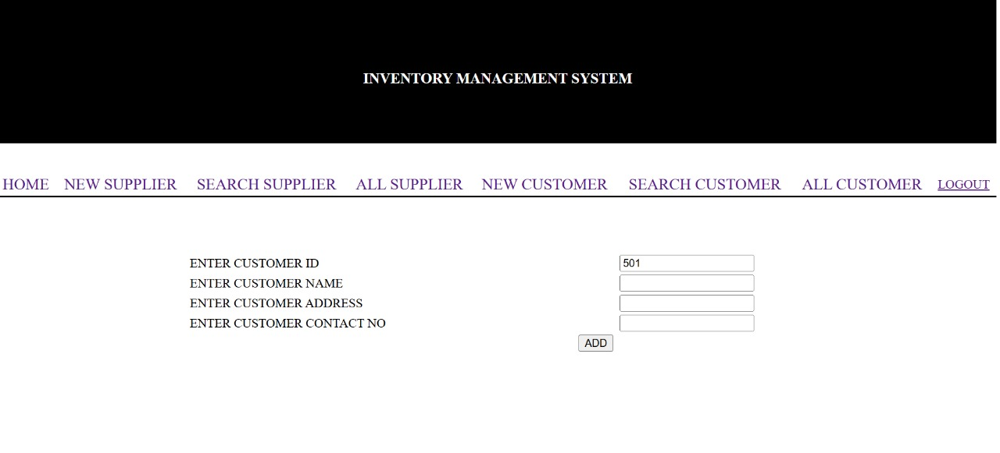 INVENTORY MANAGEMENT SYSTEM
HOME NEW SUPPLIER SEARCH SUPPLIER ALL SUPPLIER NEW CUSTOMER SEARCH CUSTOMER ALL CUSTOMER LOGOUT
ENTER CUSTOMER ID 501
ENTER CUSTOMER NAME
ENTER CUSTOMER ADDRESS
ENTER CUSTOMER CONTACT NO
ADD